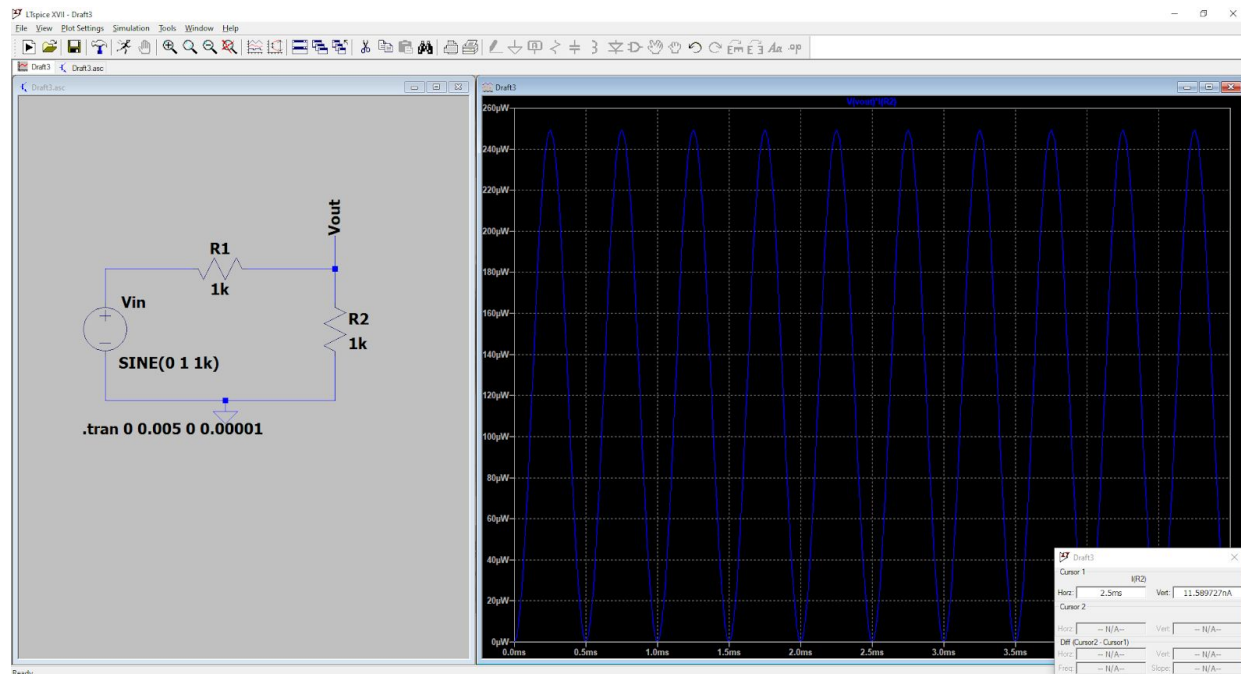 LTspice XVII - Draft3
File View Plot Settings Simulation Tools Window Help
Draft3 Draft3.asc
Draft3.asc
Vout
R1
1k
Vin
R2
1k
SINE(0 1 1k)
.tran 0 0.005 0 0.00001
Draft3
V(vout)*I(R2)
260µW
240µW
220µW
200µW
180µW
160µW
140µW
120µW
100µW
80µW
60µW
40µW
20µW
0µW
0.0ms 0.5ms 1.0ms 1.5ms 2.0ms 2.5ms 3.0ms 3.5ms
Draft3
Cursor 1
I(R2)
Horz: 2.5ms Vert: 11.589727nA
Cursor 2
Horz: -- N/A-- Vert: -- N/A--
Diff (Cursor2 - Cursor1)
Horz: -- N/A-- Vert: -- N/A--
Freq: -- N/A-- Slope: -- N/A--
Ready